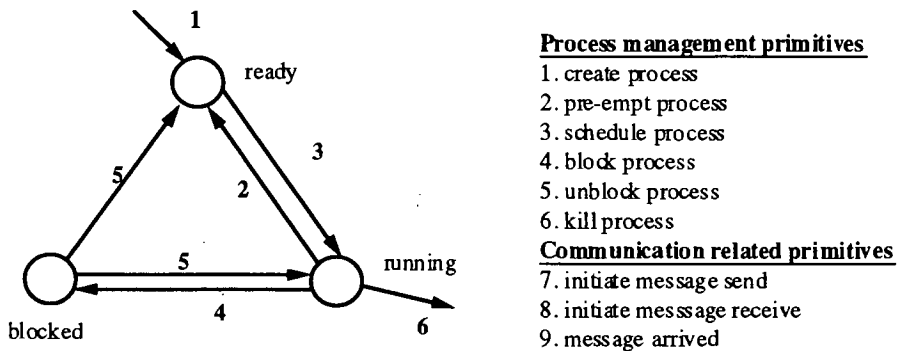 1
ready
3
5
2
5
running
4
6
blocked
Process management primitives
1. create process
2. pre-empt process
3. schedule process
4. block process
5. unblock process
6. kill process
Communication related primitives
7. initiate message send
8. initiate messsage receive
9. message arrived